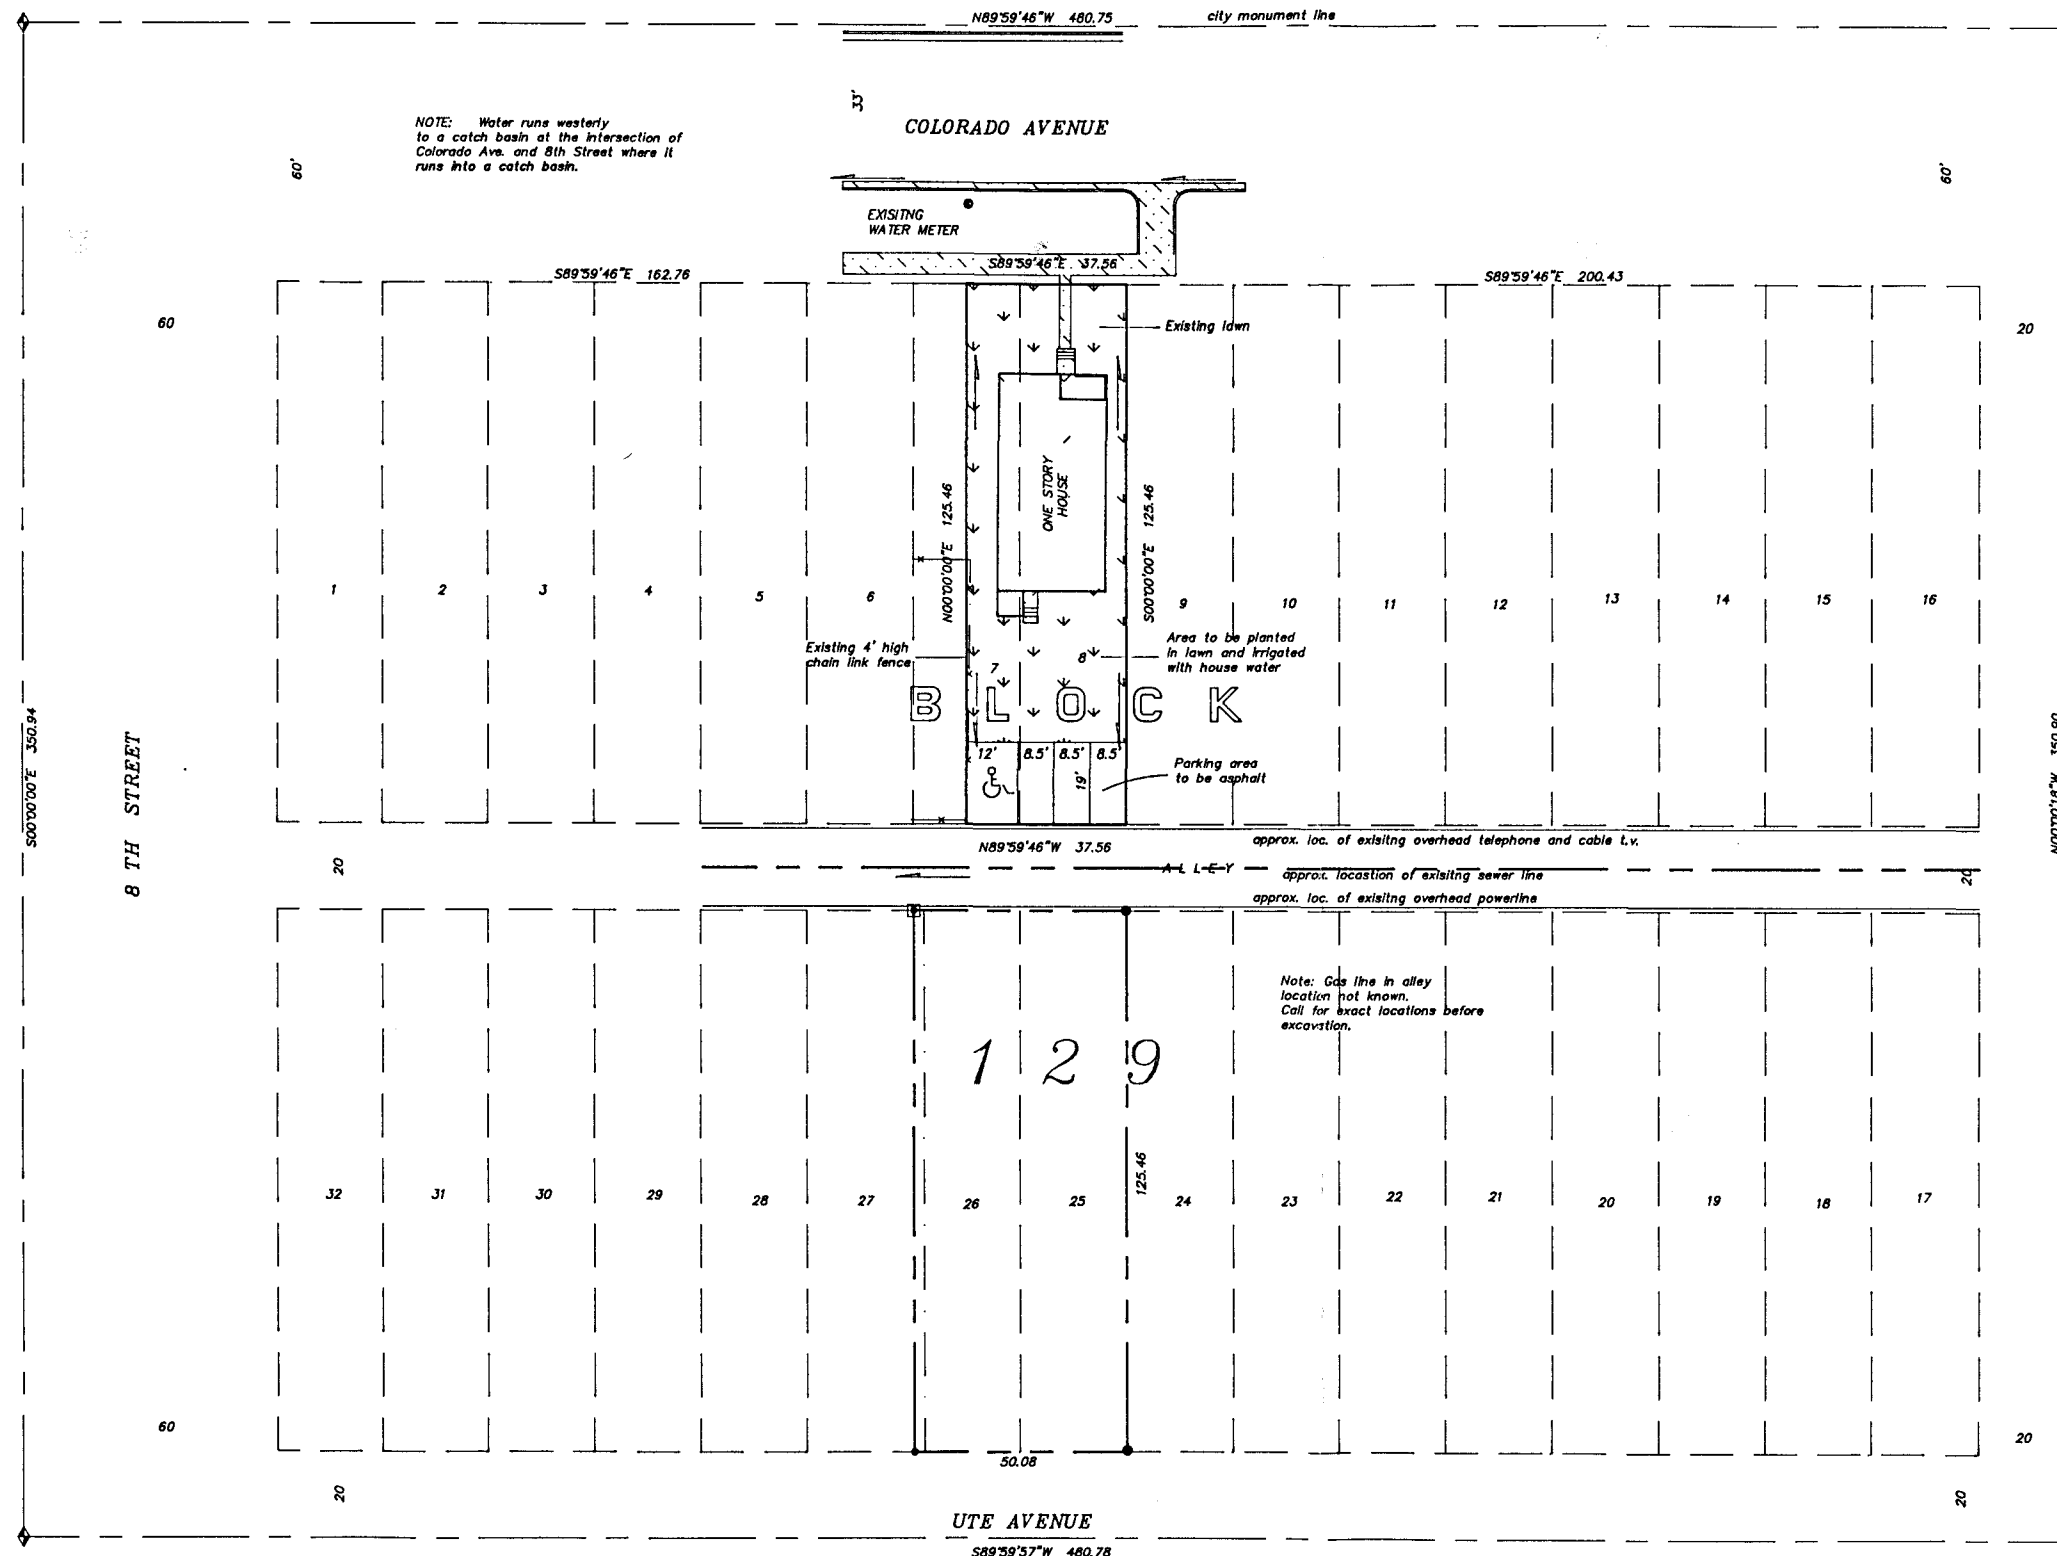 N89°59'46"W 480.75
city monument line
33'
COLORADO AVENUE
NOTE: Water runs westerly
to a catch basin at the intersection of
Colorado Ave. and 8th Street where it
runs into a catch basin.
60'
60'
EXISITNG
WATER METER
S89°59'46"E 37.56
S89°59'46"E 162.76
S89°59'46"E 200.43
60
20
Existing lawn
ONE STORY
HOUSE
N00°00'00"E 125.46
S00°00'00"E 125.46
1
2
3
4
5
6
9
10
11
12
13
14
15
16
Existing 4' high
chain link fence
7
8
Area to be planted
in lawn and irrigated
with house water
BLOCK
S00°00'00"E 350.94
8 TH STREET
N00°00'18"W 350.90
12'
8.5'
8.5'
8.5'
19'
Parking area
to be asphalt
N89°59'46"W 37.56
approx. loc. of exisitng overhead telephone and cable t.v.
20
ALLEY
approx. locastion of exisitng sewer line
20
approx. loc. of exisitng overhead powerline
Note: Gas line in alley
location not known.
Call for exact locations before
excavation.
129
125.46
32
31
30
29
28
27
26
25
24
23
22
21
20
19
18
17
60
20
50.08
20
20
UTE AVENUE
S89°59'57"W 480.78